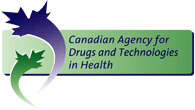 Canadian Agency for
Drugs and Technologies
in Health